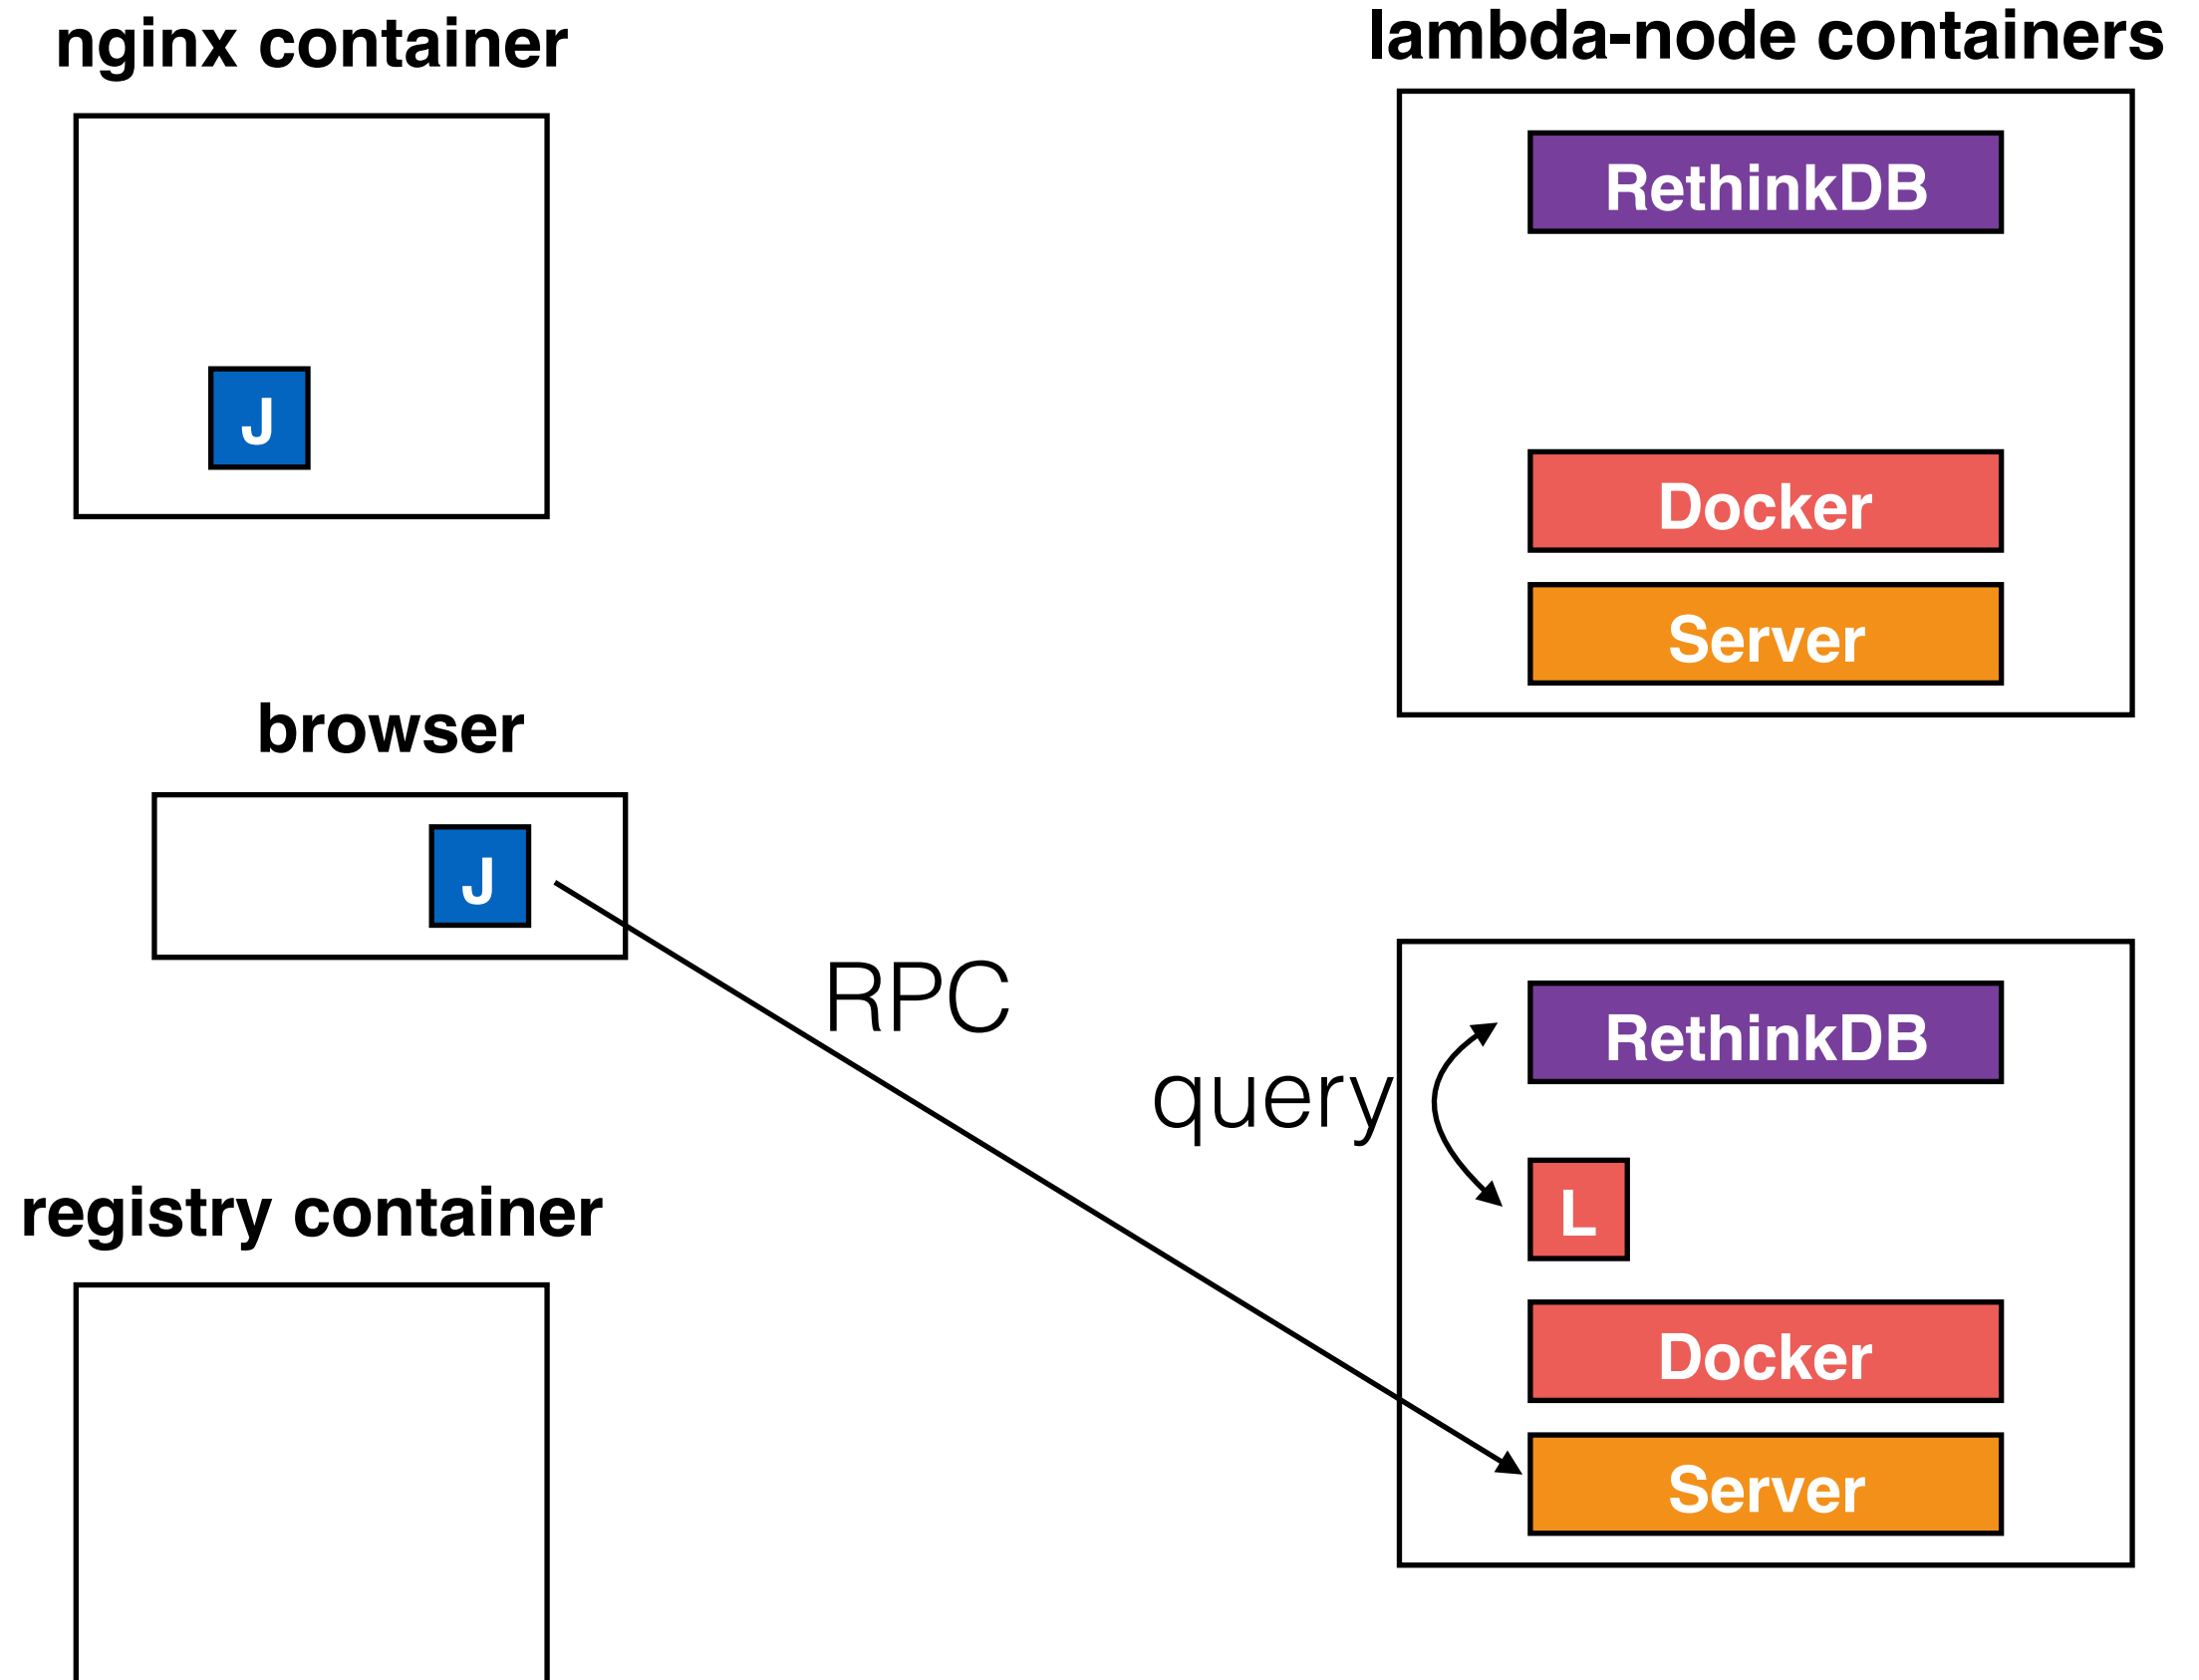 nginx container
J
browser
J
registry container
RPC
query
lambda-node containers
RethinkDB
Docker
Server
RethinkDB
L
Docker
Server